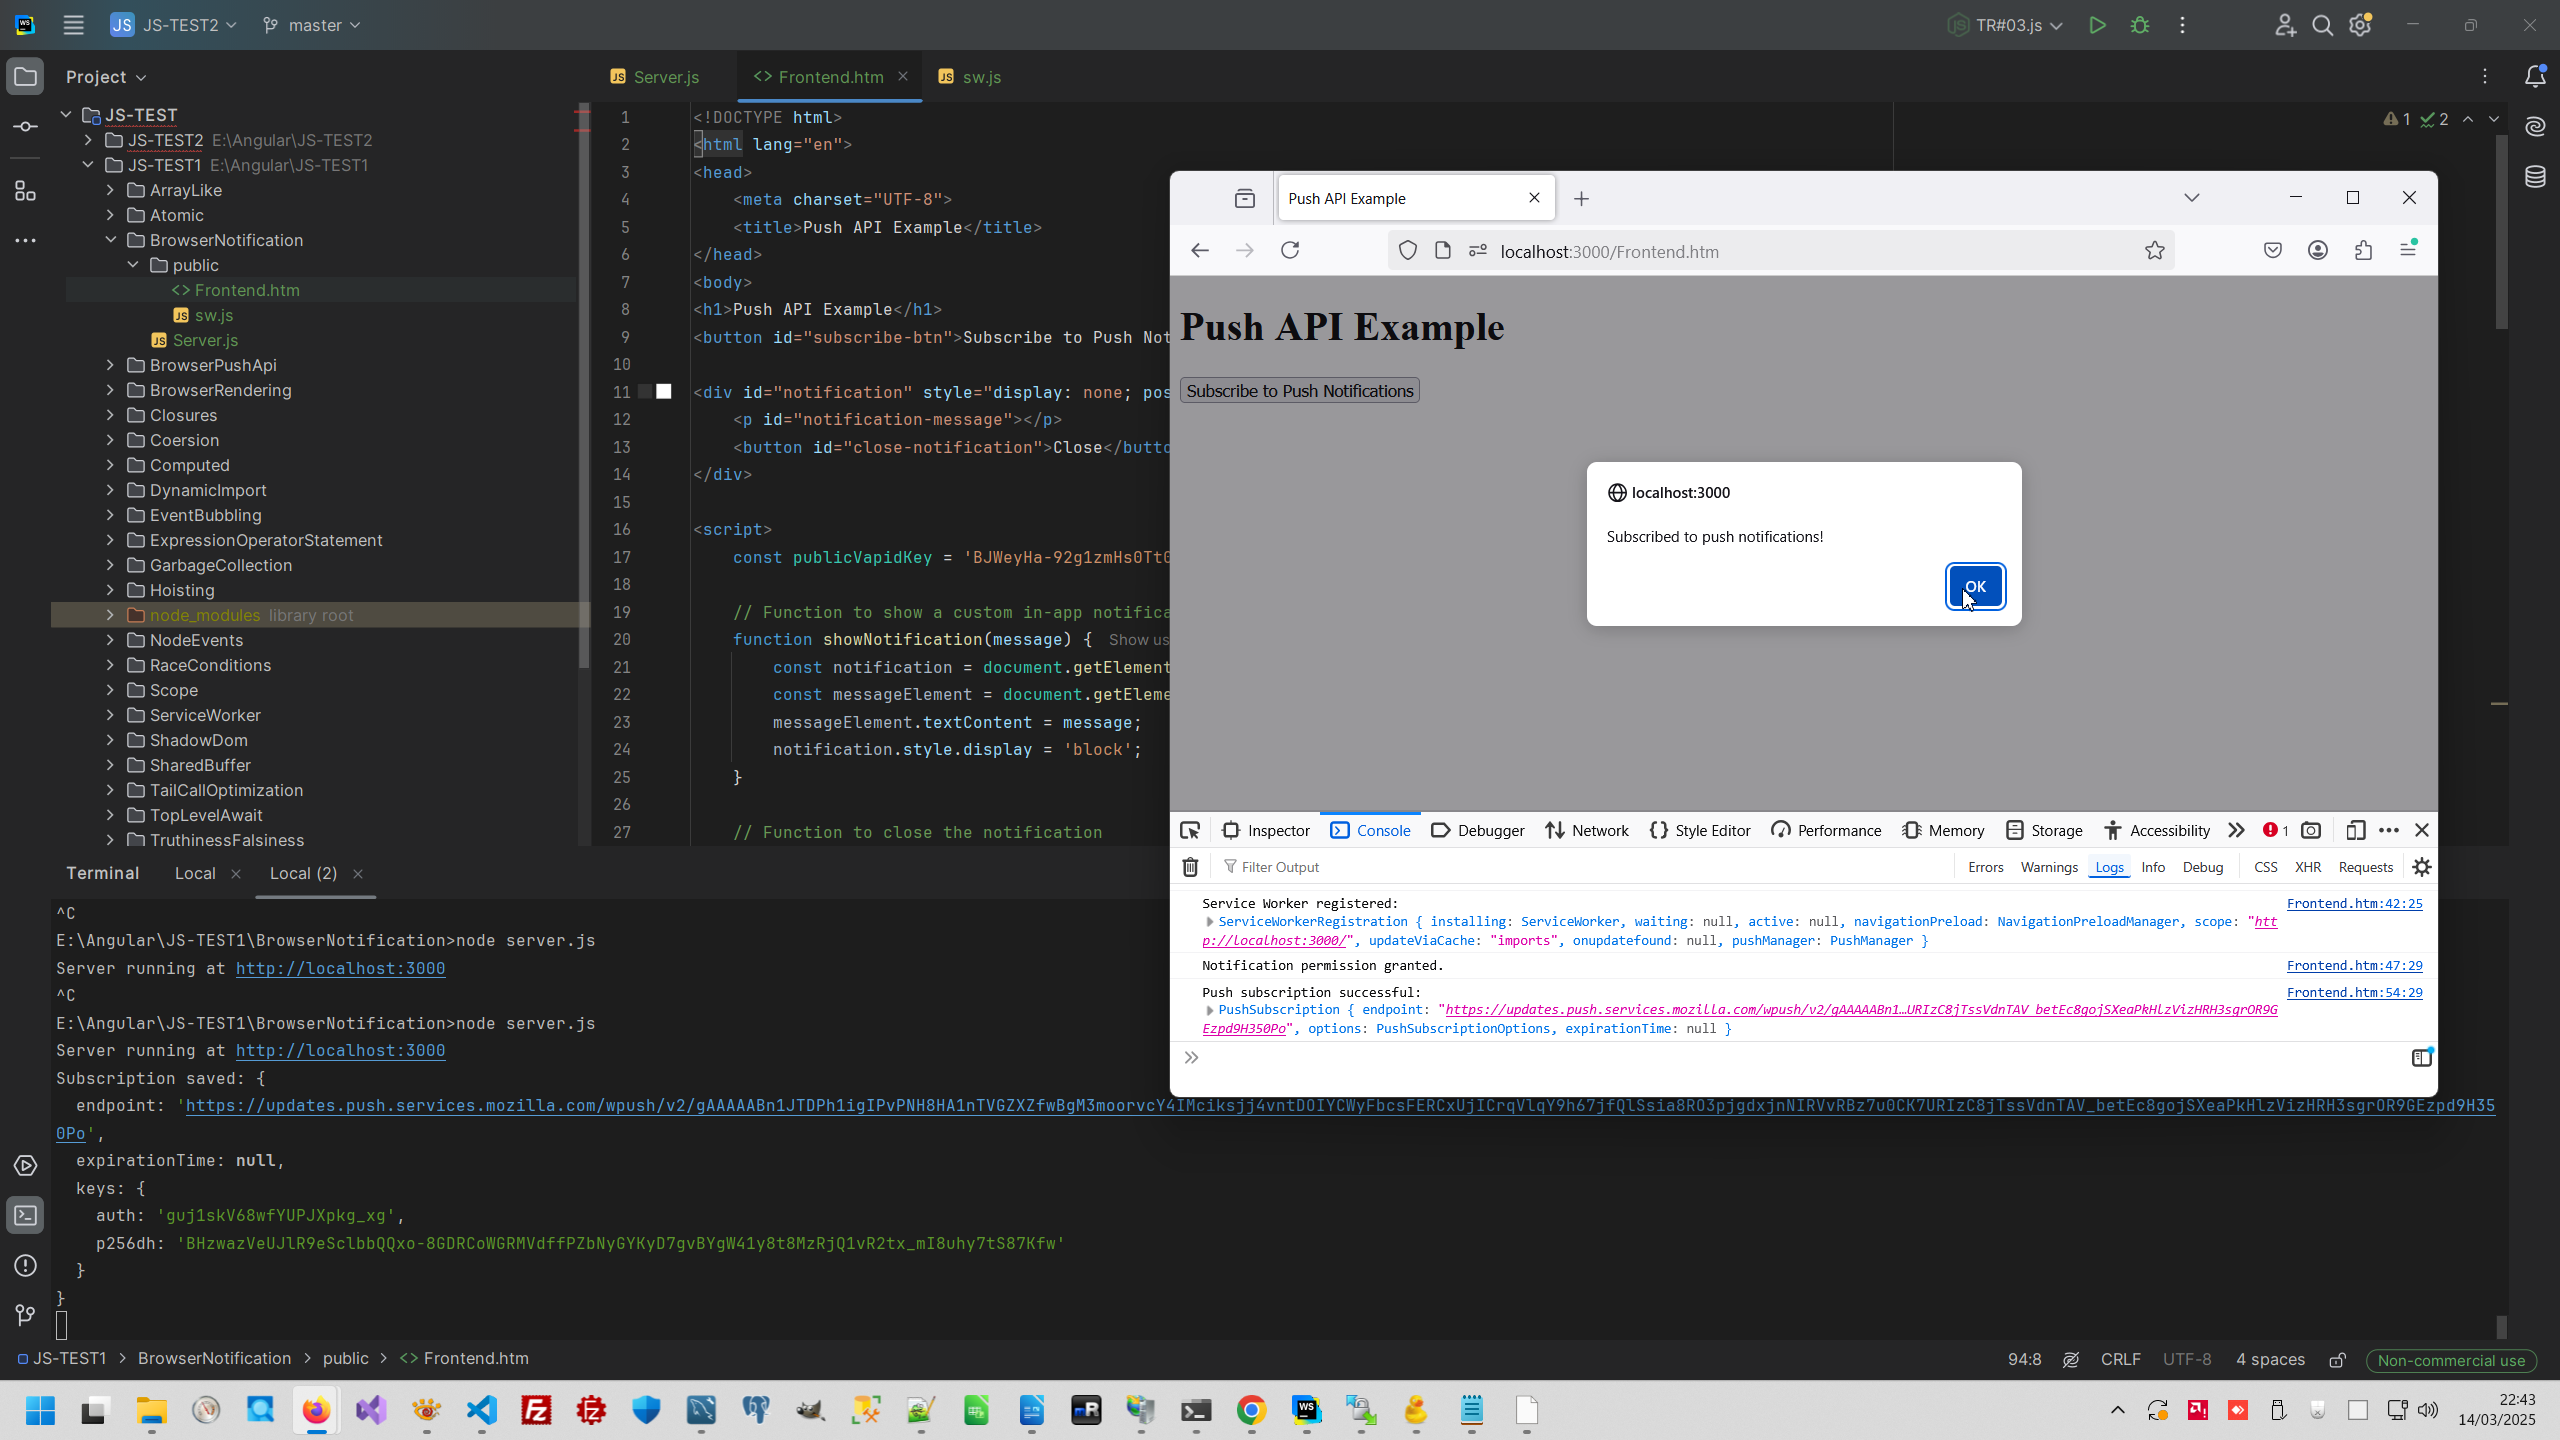 JS JS-TEST2 master TR#03.js
Project
Server.js Frontend.htm sw.js
JS-TEST
JS-TEST2 E:\Angular\JS-TEST2
JS-TEST1 E:\Angular\JS-TEST1
ArrayLike
Atomic
BrowserNotification
public
Frontend.htm
sw.js
Server.js
BrowserPushApi
BrowserRendering
Closures
Coersion
Computed
DynamicImport
EventBubbling
ExpressionOperatorStatement
GarbageCollection
Hoisting
node_modules library root
NodeEvents
RaceConditions
Scope
ServiceWorker
ShadowDom
SharedBuffer
TailCallOptimization
TopLevelAwait
TruthinessFalsiness
1 <!DOCTYPE html>
2 <html lang="en">
3 <head>
4 <meta charset="UTF-8">
5 <title>Push API Example</title>
6 </head>
7 <body>
8 <h1>Push API Example</h1>
9 <button id="subscribe-btn">Subscribe to Push Not
10
11 <div id="notification" style="display: none; pos
12 <p id="notification-message"></p>
13 <button id="close-notification">Close</butto
14 </div>
15
16 <script>
17 const publicVapidKey = 'BJWeyHa-92g1zmHs0Tt0
18
19 // Function to show a custom in-app notifica
20 function showNotification(message) { Show us
21 const notification = document.getElement
22 const messageElement = document.getEleme
23 messageElement.textContent = message;
24 notification.style.display = 'block';
25 }
26
27 // Function to close the notification
1 2
Push API Example
localhost:3000/Frontend.htm
Push API Example
Subscribe to Push Notifications
localhost:3000
Subscribed to push notifications!
OK
Inspector Console Debugger Network Style Editor Performance Memory Storage Accessibility 1
Filter Output Errors Warnings Logs Info Debug CSS XHR Requests
Service Worker registered: Frontend.htm:42:25
ServiceWorkerRegistration { installing: ServiceWorker, waiting: null, active: null, navigationPreload: NavigationPreloadManager, scope: "htt
p://localhost:3000/", updateViaCache: "imports", onupdatefound: null, pushManager: PushManager }
Notification permission granted. Frontend.htm:47:29
Push subscription successful: Frontend.htm:54:29
PushSubscription { endpoint: "https://updates.push.services.mozilla.com/wpush/v2/gAAAAABn1…URIzC8jTssVdnTAV_betEc8gojSXeaPkHlzVizHRH3sgrOR9G
Ezpd9H350Po", options: PushSubscriptionOptions, expirationTime: null }
Terminal Local Local (2)
^C
E:\Angular\JS-TEST1\BrowserNotification>node server.js
Server running at http://localhost:3000
^C
E:\Angular\JS-TEST1\BrowserNotification>node server.js
Server running at http://localhost:3000
Subscription saved: {
endpoint: 'https://updates.push.services.mozilla.com/wpush/v2/
0Po',
expirationTime: null,
keys: {
auth: 'guj1skV68wfYUPJXpkg_xg',
p256dh: 'BHzwazVeUJlR9eSclbbQQxo-8GDRCoWGRMVdffPZbNyGYKyD7gvBYgW41y8t8MzRjQ1vR2tx_mI8uhy7tS87Kfw'
}
}
JS-TEST1 > BrowserNotification > public > Frontend.htm
94:8 CRLF UTF-8 4 spaces Non-commercial use
22:43
14/03/2025